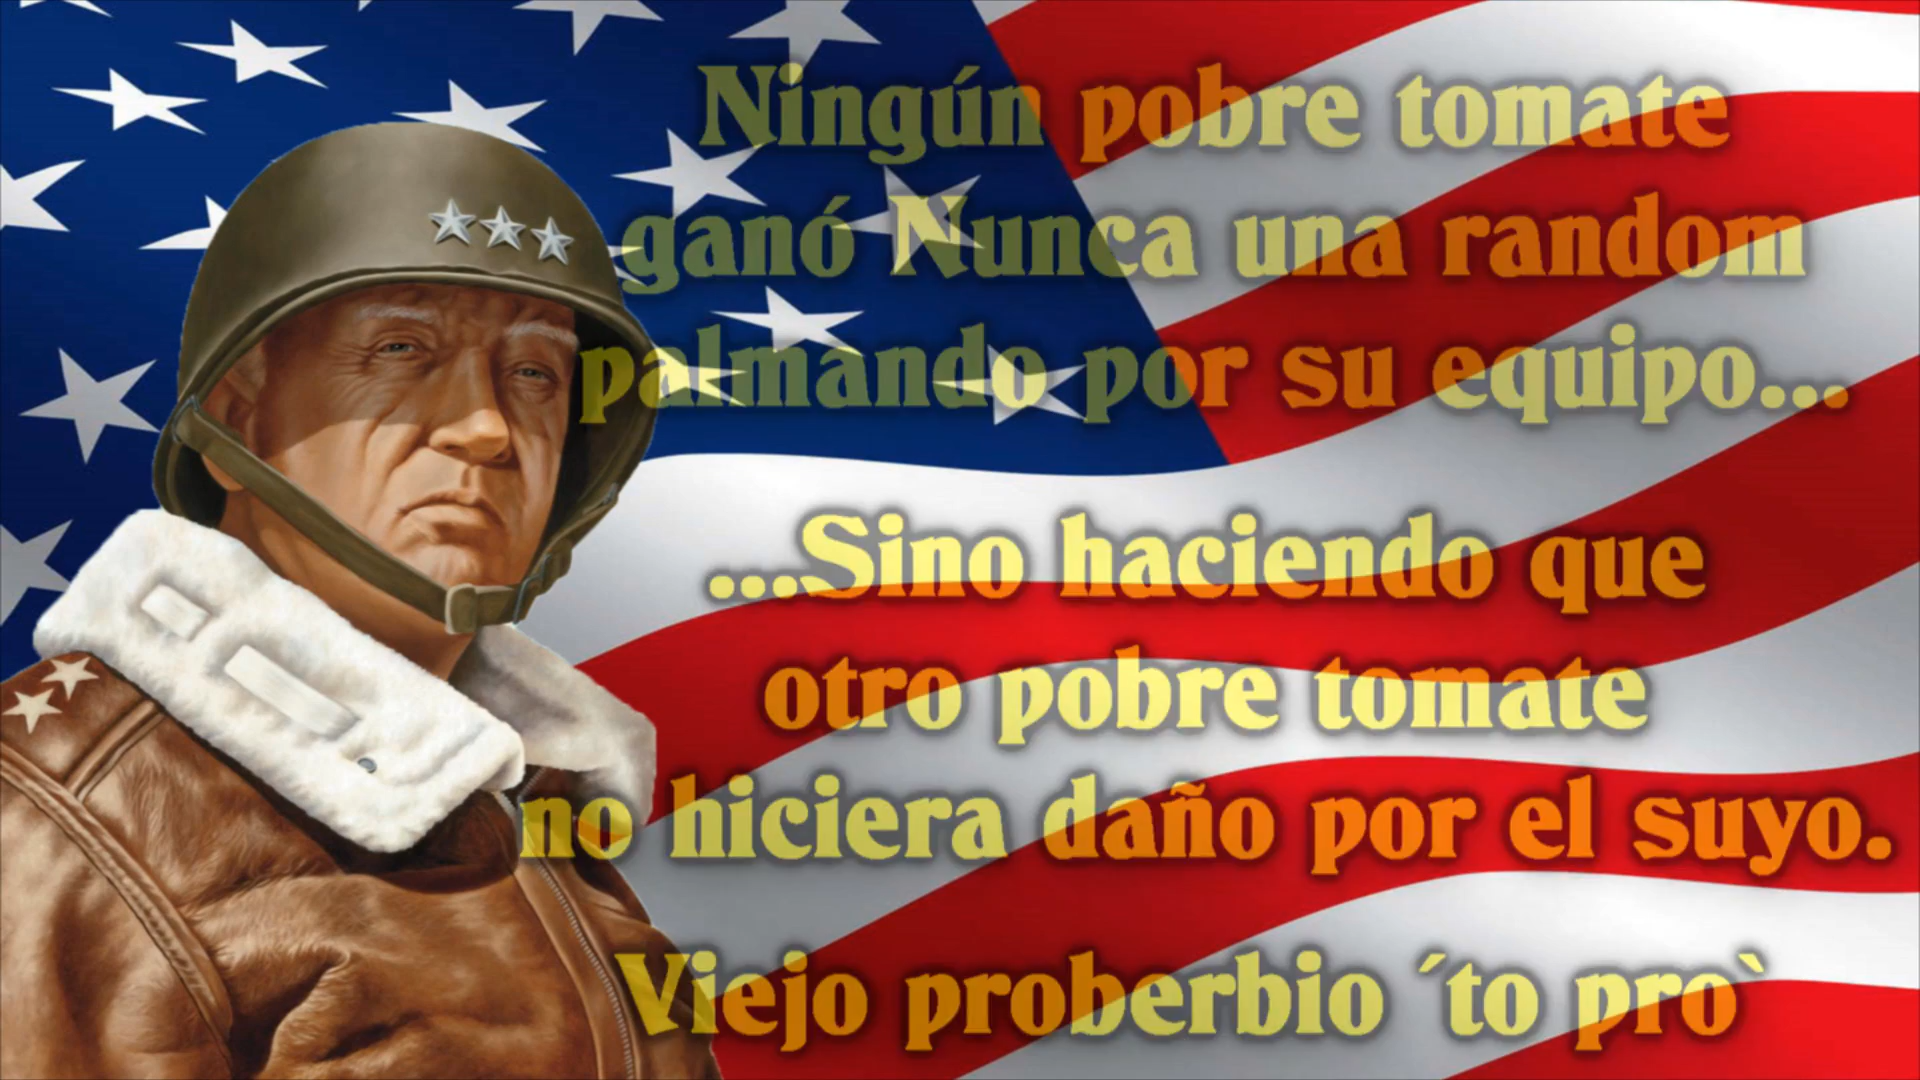 Ningún pobre tomate
ganó Nunca una random
palmando por su equipo...
...Sino haciendo que
otro pobre tomate
no hiciera daño por el suyo.
Viejo proberbio ´to pro`